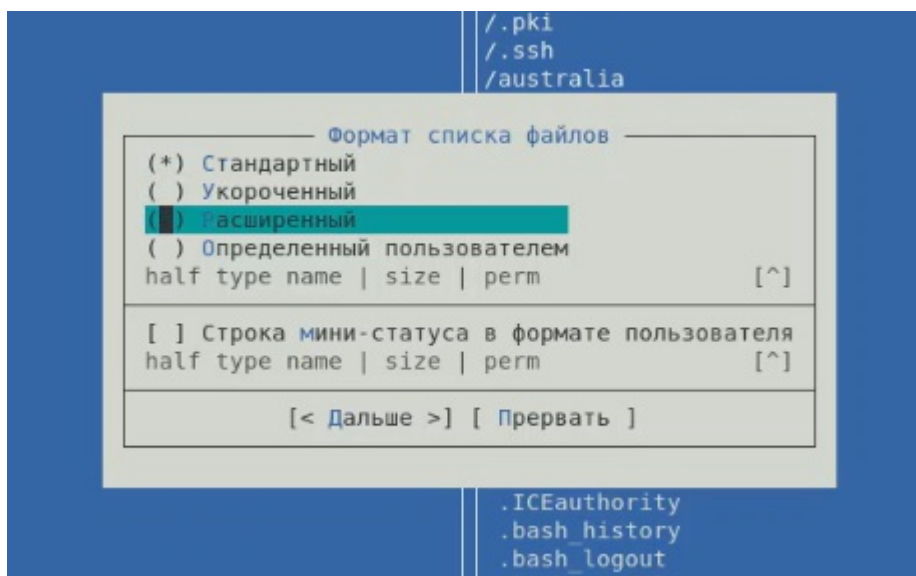 /.pki
/.ssh
/australia
Формат списка файлов
(*) Стандартный
( ) Укороченный
( ) Расширенный
( ) Определенный пользователем
half type name | size | perm [^]
[ ] Строка мини-статуса в формате пользователя
half type name | size | perm [^]
[< Дальше >] [ Прервать ]
.ICEauthority
.bash_history
.bash_logout